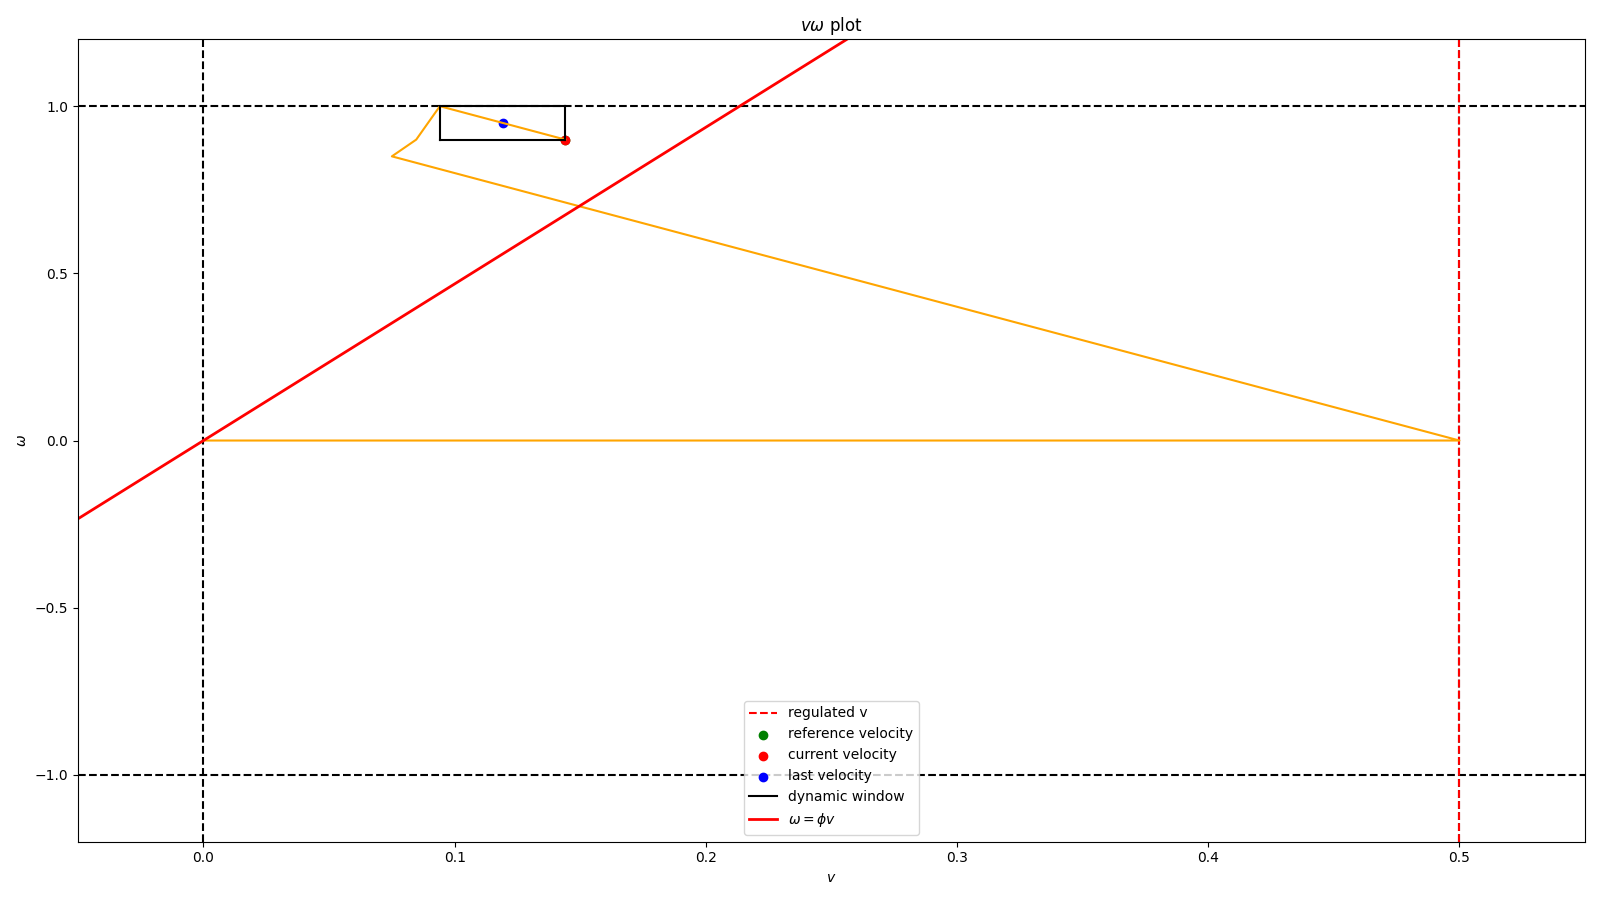 vω plot
1.0
0.5
0.0
−0.5
−1.0
ω
0.0 0.1 0.2 0.3 0.4 0.5
v
regulated v
reference velocity
current velocity
last velocity
dynamic window
ω = ϕv